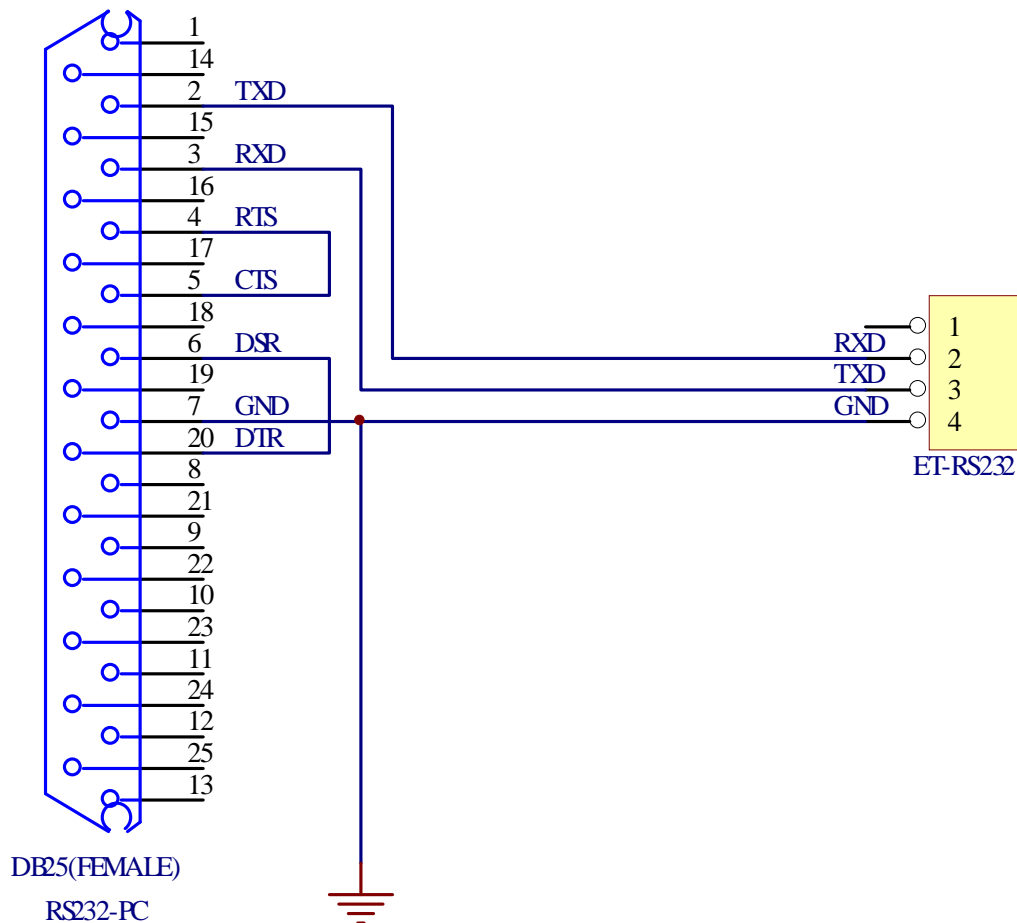 1
14
2 TXD
15
3 RXD
16
4 RTS
17
5 CTS
18
6 DSR
19
7 GND
20 DTR
8
21
9
22
10
23
11
24
12
25
13
DB25(FEMALE)
RS232-PC
1
RXD 2
TXD 3
GND 4
ET-RS232